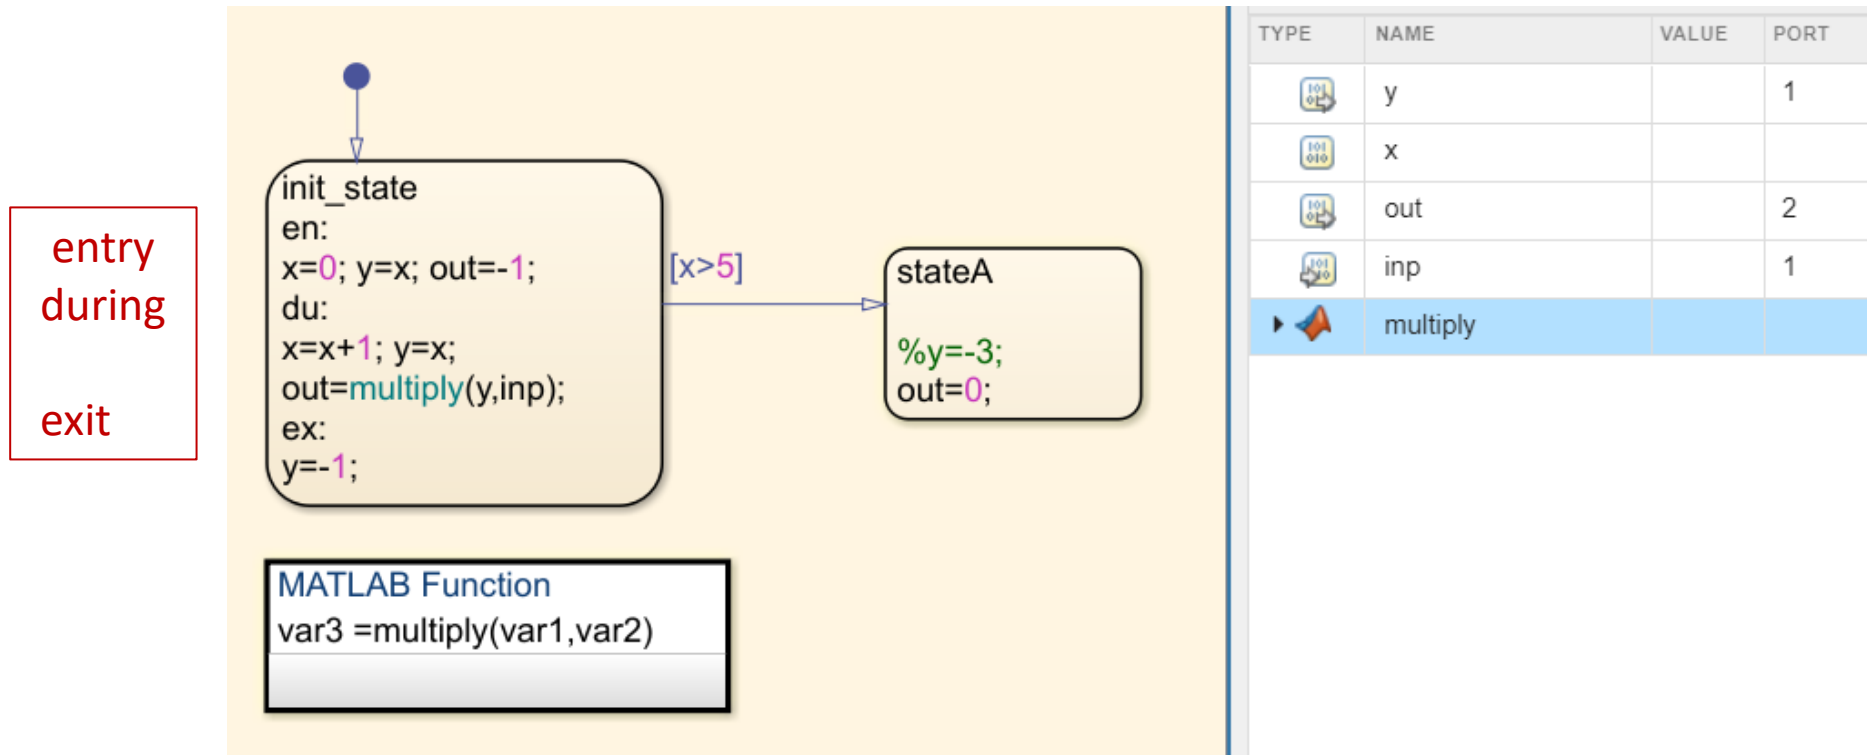 entry
during
exit
init_state
en:
x=0; y=x; out=-1;
du:
x=x+1; y=x;
out=multiply(y,inp);
ex:
y=-1;
[x>5]
stateA
%y=-3;
out=0;
MATLAB Function
var3 =multiply(var1,var2)
TYPE NAME VALUE PORT
y 1
x
out 2
inp 1
multiply